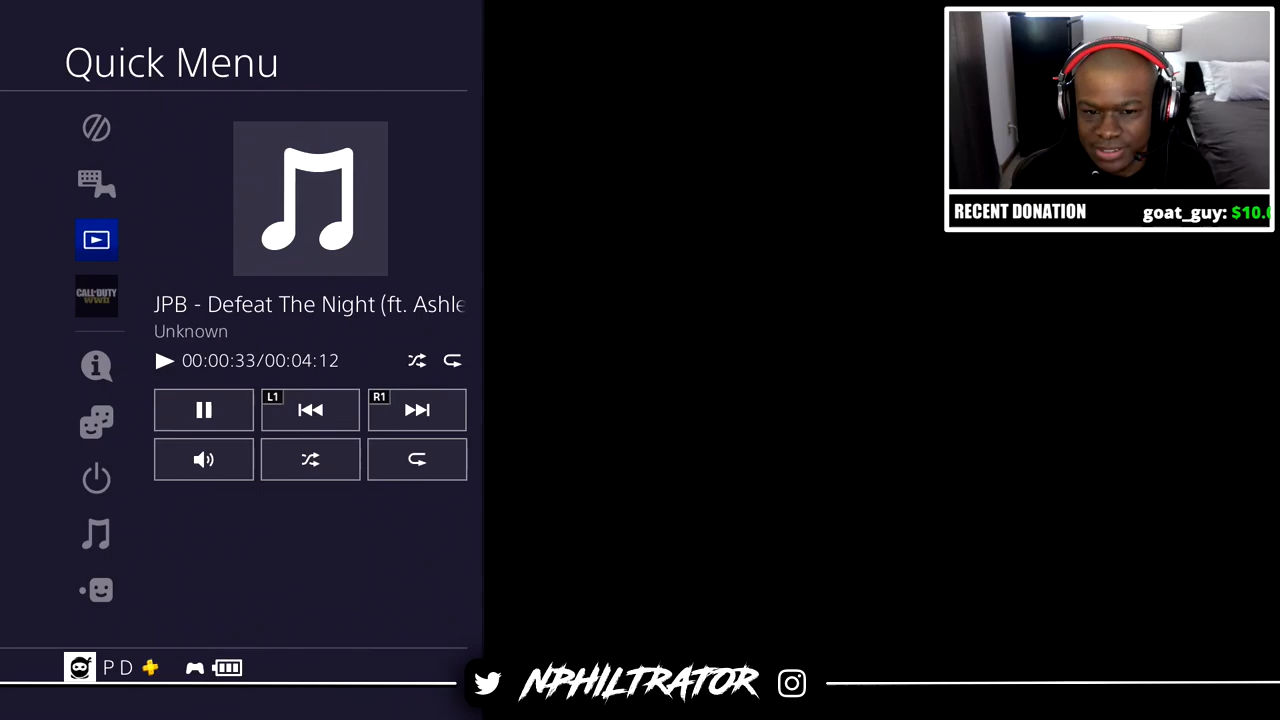 Quick Menu
RECENT DONATION
goat_guy: $10.
CALL OF DUTY
WWII
JPB - Defeat The Night (ft. Ashle
Unknown
00:00:33/00:04:12
L1
R1
P D
NPHILTRATOR